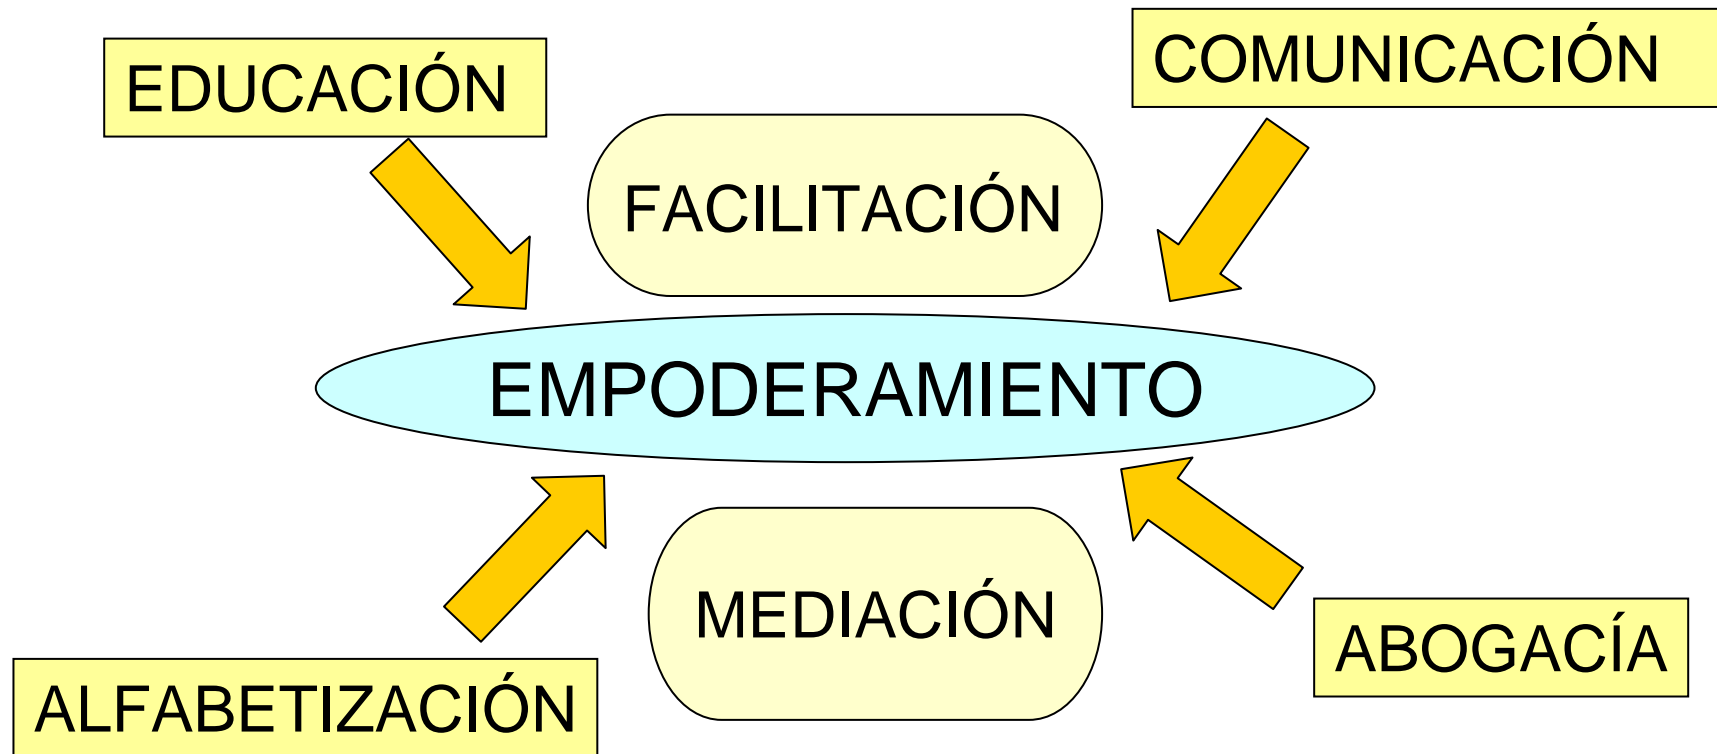 EDUCACIÓN
COMUNICACIÓN
FACILITACIÓN
EMPODERAMIENTO
MEDIACIÓN
ABOGACÍA
ALFABETIZACIÓN